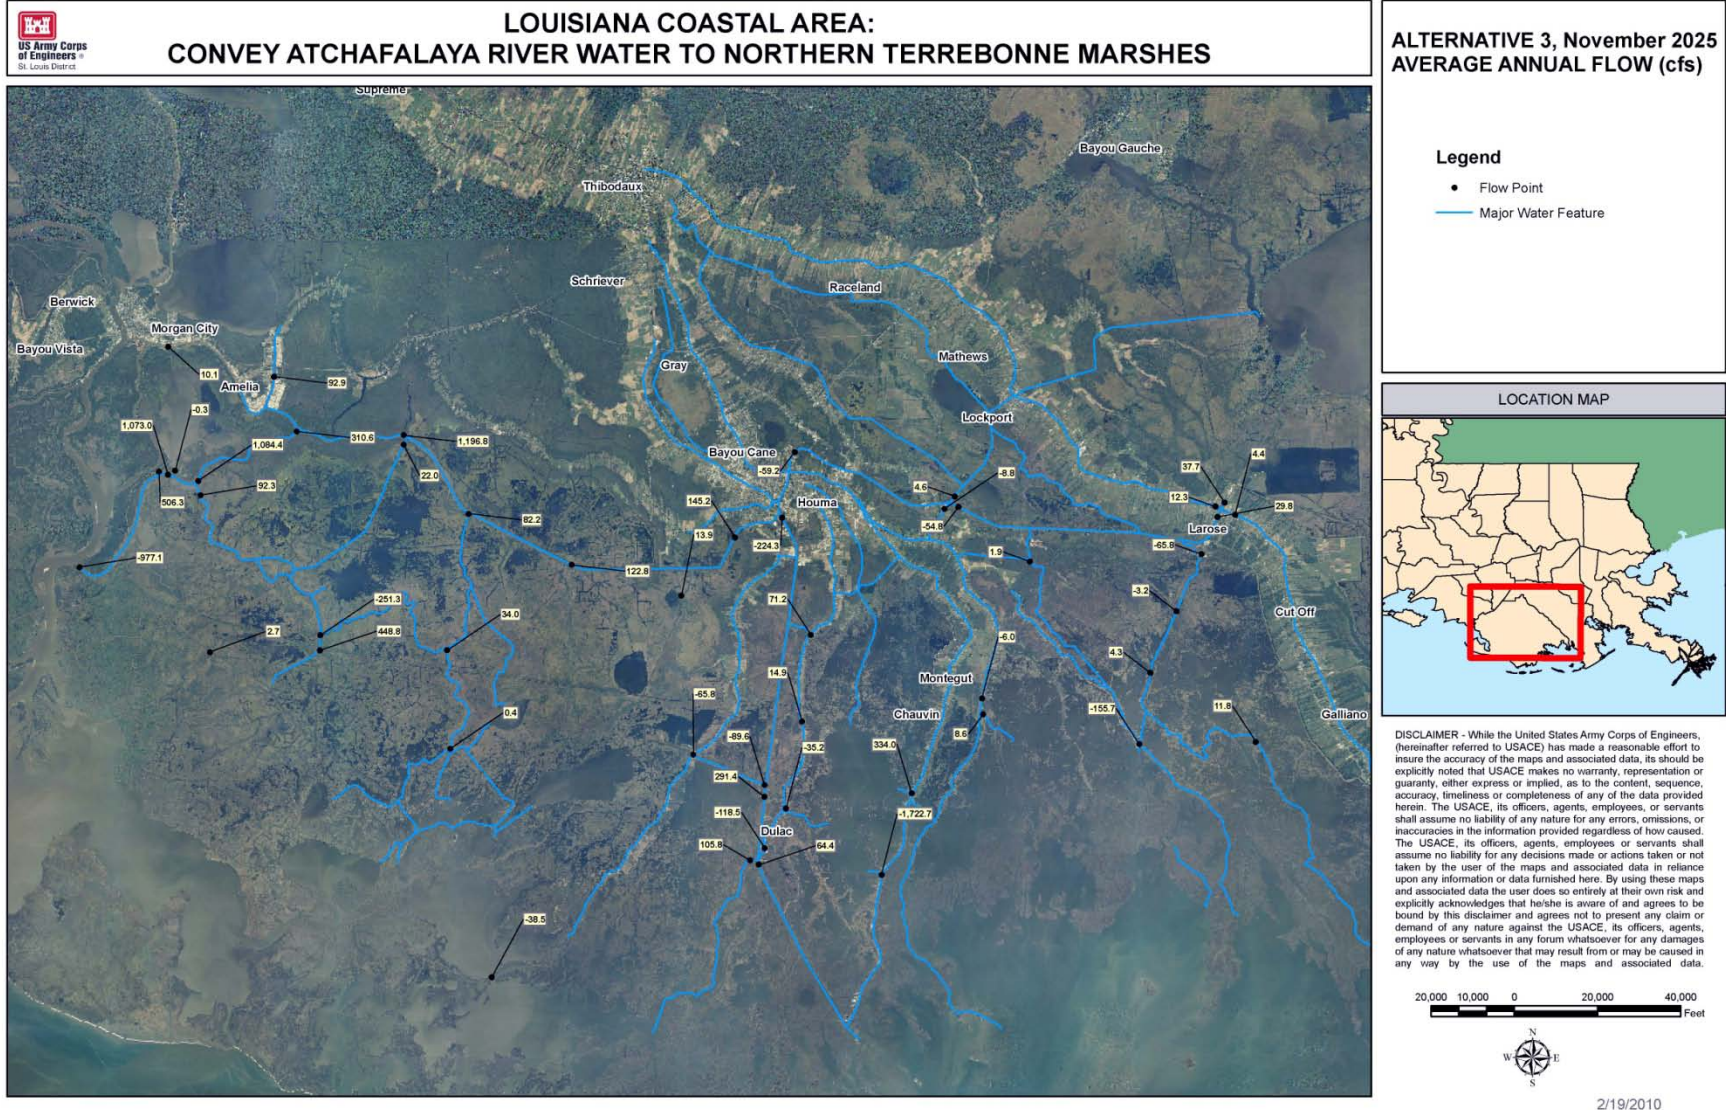 US Army Corps
of Engineers ®
St. Louis District
LOUISIANA COASTAL AREA:
CONVEY ATCHAFALAYA RIVER WATER TO NORTHERN TERREBONNE MARSHES
ALTERNATIVE 3, November 2025
AVERAGE ANNUAL FLOW (cfs)
Legend
Flow Point
Major Water Feature
Supreme
Bayou Gauche
Thibodaux
Schriever
Raceland
Berwick
Morgan City
Bayou Vista
Mathews
Gray
10.1
92.9
Amelia
-0.3
1,073.0
Lockport
310.6
1,196.8
1,084.4
Bayou Cane
4.4
-59.2
37.7
22.0
-8.8
92.3
4.6
506.3
145.2
Houma
12.3
29.8
82.2
-54.8
Larose
13.9
-224.3
-65.8
1.9
-977.1
122.8
-3.2
-251.3
71.2
34.0
Cut Off
2.7
448.8
-6.0
4.3
14.9
Montegut
-65.8
11.8
0.4
Chauvin
-155.7
Galliano
-89.6
8.6
-35.2
334.0
291.4
-118.5
-1,722.7
Dulac
105.8
64.4
-38.5
LOCATION MAP
DISCLAIMER - While the United States Army Corps of Engineers,
(hereinafter referred to USACE) has made a reasonable effort to
insure the accuracy of the maps and associated data, its should be
explicitly noted that USACE makes no warranty, representation or
guaranty, either express or implied, as to the content, sequence,
accuracy, timeliness or completeness of any of the data provided
herein. The USACE, its officers, agents, employees, or servants
shall assume no liability of any nature for any errors, omissions, or
inaccuracies in the information provided regardless of how caused.
The USACE, its officers, agents, employees or servants shall
assume no liability for any decisions made or actions taken or not
taken by the user of the maps and associated data in reliance
upon any information or data furnished here. By using these maps
and associated data the user does so entirely at their own risk and
explicitly acknowledges that he/she is aware of and agrees to be
bound by this disclaimer and agrees not to present any claim or
demand of any nature against the USACE, its officers, agents,
employees or servants in any forum whatsoever for any damages
of any nature whatsoever that may result from or may be caused in
any way by the use of the maps and associated data.
20,000 10,000 0 20,000 40,000
Feet
N
W E
S
2/19/2010